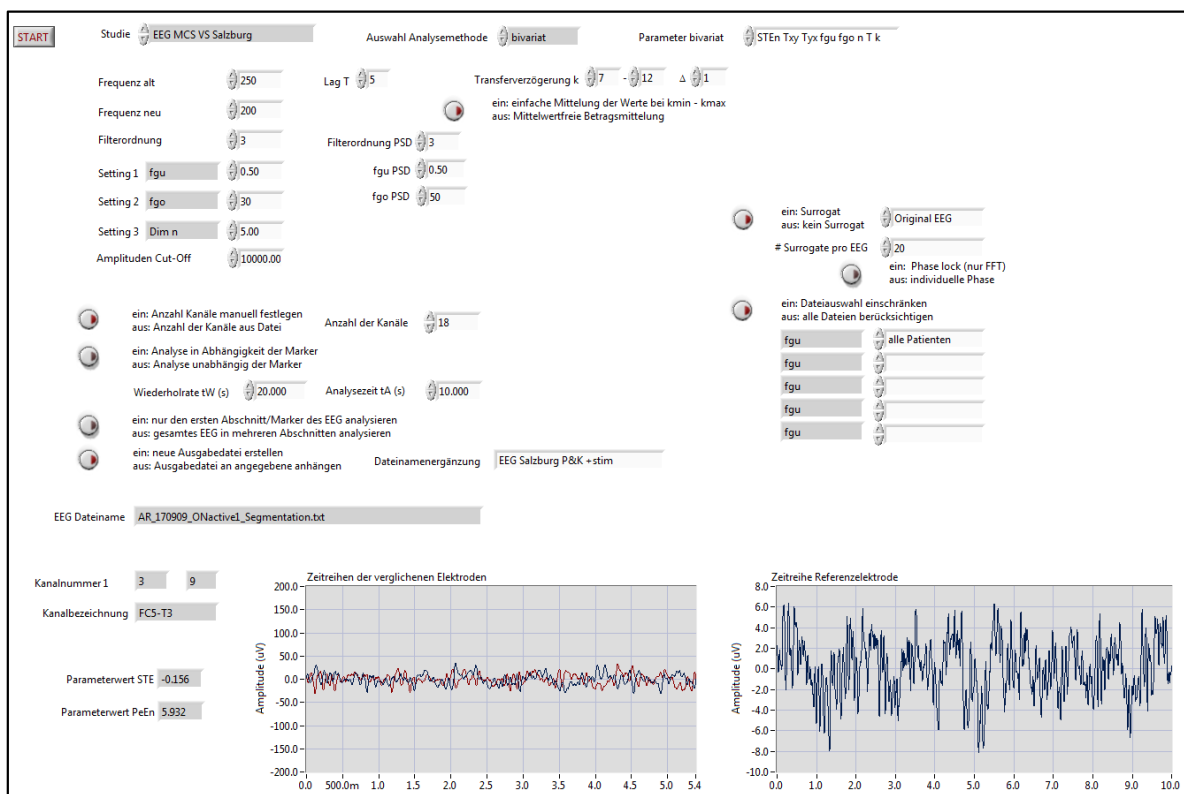 START
Studie EEG MCS VS Salzburg
Auswahl Analysemethode bivariat
Parameter bivariat STEn Txy Tyx fgu fgo n T k
Frequenz alt 250
Lag T 5
Transferverzögerung k 7 - 12 Δ 1
Frequenz neu 200
ein: einfache Mittelung der Werte bei kmin - kmax
aus: Mittelwertfreie Betragsmittelung
Filterordnung 3
Filterordnung PSD 3
Setting 1 fgu 0.50
fgu PSD 0.50
Setting 2 fgo 30
fgo PSD 50
Setting 3 Dim n 5.00
Amplituden Cut-Off 10000.00
ein: Surrogat
aus: kein Surrogat
Original EEG
# Surrogate pro EEG 20
ein: Phase lock (nur FFT)
aus: individuelle Phase
ein: Dateiauswahl einschränken
aus: alle Dateien berücksichtigen
fgu alle Patienten
fgu
fgu
fgu
fgu
ein: Anzahl Kanäle manuell festlegen
aus: Anzahl der Kanäle aus Datei
Anzahl der Kanäle 18
ein: Analyse in Abhängigkeit der Marker
aus: Analyse unabhängig der Marker
Wiederholrate tW (s) 20.000
Analysezeit tA (s) 10.000
ein: nur den ersten Abschnitt/Marker des EEG analysieren
aus: gesamtes EEG in mehreren Abschnitten analysieren
ein: neue Ausgabedatei erstellen
aus: Ausgabedatei an angegebene anhängen
Dateinamenergänzung EEG Salzburg P&K +stim
EEG Dateiname AR_170909_ONactive1_Segmentation.txt
Kanalnummer 1 3 9
Kanalbezeichnung FC5-T3
Parameterwert STE -0.156
Parameterwert PeEn 5.932
Zeitreihen der verglichenen Elektroden
Amplitude (uV)
200.0
150.0
100.0
50.0
0.0
-50.0
-100.0
-150.0
-200.0
0.0 500.0m 1.0 1.5 2.0 2.5 3.0 3.5 4.0 4.5 5.0 5.4
Zeitreihe Referenzelektrode
Amplitude (uV)
8.0
6.0
4.0
2.0
0.0
-2.0
-4.0
-6.0
-8.0
-10.0
0.0 1.0 2.0 3.0 4.0 5.0 6.0 7.0 8.0 9.0 10.0